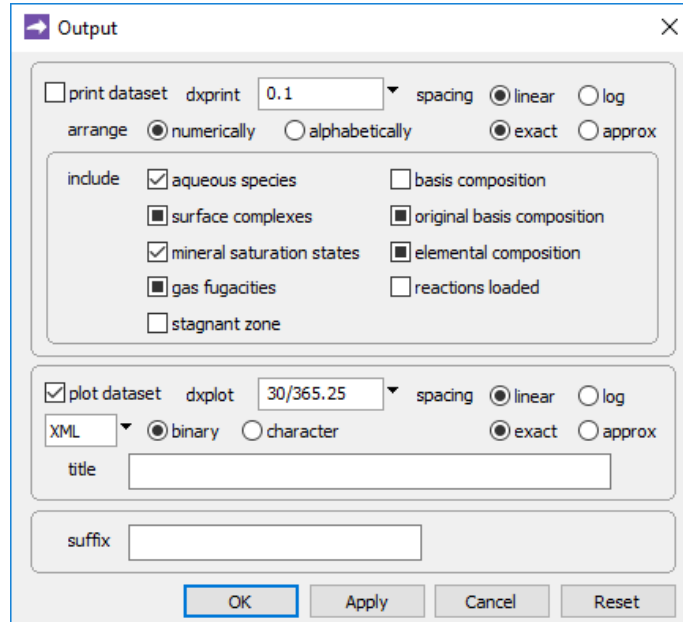 Output
print dataset dxprint 0.1 spacing linear log
arrange numerically alphabetically exact approx
include aqueous species basis composition
surface complexes original basis composition
mineral saturation states elemental composition
gas fugacities reactions loaded
stagnant zone
plot dataset dxplot 30/365.25 spacing linear log
XML binary character exact approx
title
suffix
OK Apply Cancel Reset